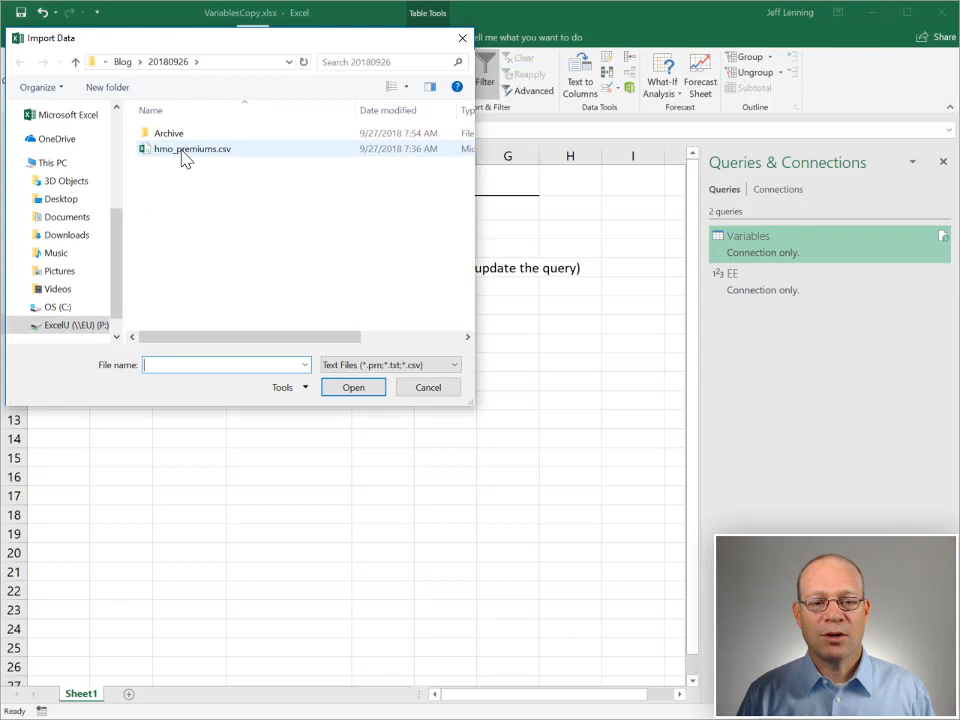 VariablesCopy.xlsx - Excel
Table Tools
Jeff Lenning
Import Data
ell me what you want to do
Share
« Blog › 20180926 ›
Search 20180926
Organize
New folder
Filter
Clear
Reapply
Advanced
Text to Columns
What-If Analysis
Forecast Sheet
Group
Ungroup
Subtotal
rt & Filter
Data Tools
Forecast
Outline
Name
Date modified
Typ
Microsoft Excel
OneDrive
This PC
3D Objects
Desktop
Documents
Downloads
Music
Pictures
Videos
OS (C:)
ExcelU (\\EU) (P:)
Archive
9/27/2018 7:54 AM
File
hmo_premiums.csv
9/27/2018 7:36 AM
Mic
File name:
Text Files (*.prn;*.txt;*.csv)
Tools
Open
Cancel
G H I
update the query)
Queries & Connections
Queries | Connections
2 queries
Variables
Connection only.
EE
Connection only.
13
14
15
16
17
18
19
20
21
22
23
24
25
26
27
Sheet1
Ready